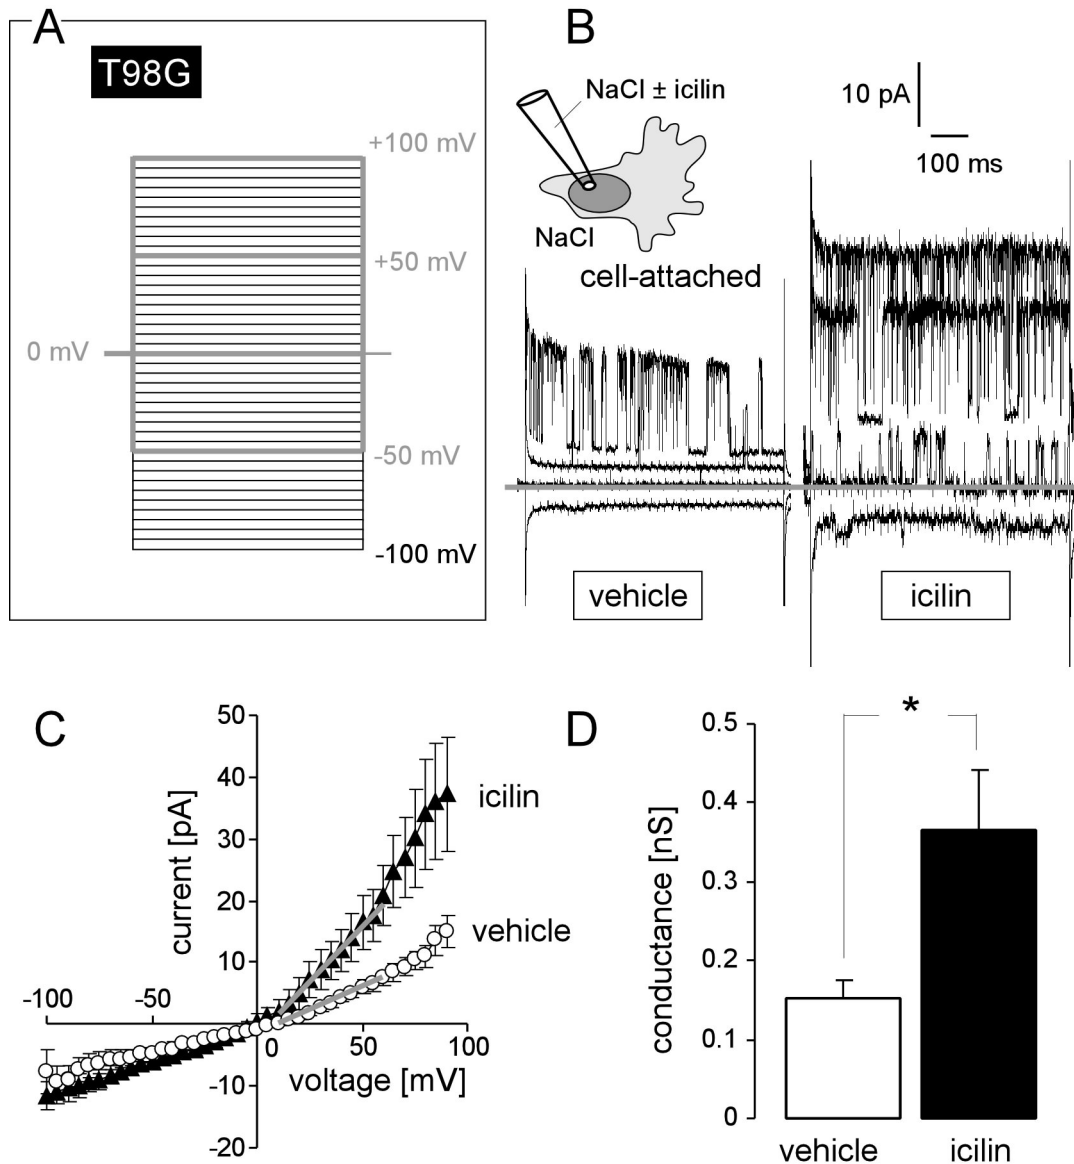 A
T98G
+100 mV
+50 mV
0 mV
-50 mV
-100 mV
B
NaCl ± icilin
NaCl
cell-attached
10 pA
100 ms
vehicle
icilin
C
current [pA]
50
40
30
20
10
-10
-20
-100
-50
0
50
100
voltage [mV]
icilin
vehicle
D
*
conductance [nS]
0.5
0.4
0.3
0.2
0.1
0
vehicle
icilin